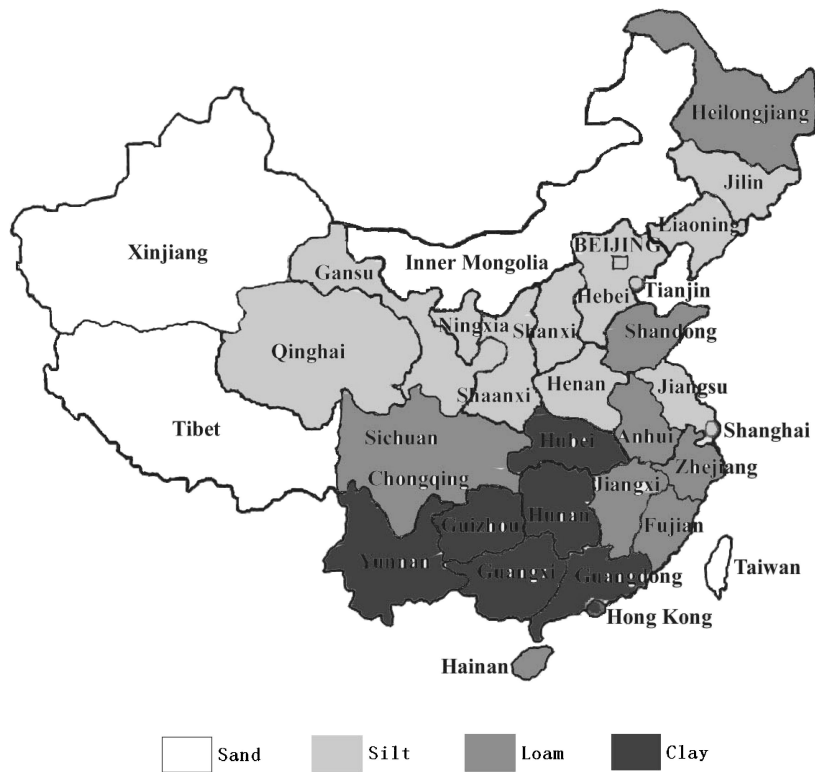 Heilongjiang
Jilin
Liaoning
Xinjiang
Gansu
Inner Mongolia
BEIJING
Hebei
Tianjin
Ningxia
Shanxi
Shandong
Qinghai
Shaanxi
Henan
Jiangsu
Tibet
Sichuan
Hubei
Anhui
Shanghai
Chongqing
Zhejiang
Jiangxi
Guizhou
Hunan
Fujian
Yunnan
Guangxi
Guangdong
Taiwan
Hong Kong
Hainan
Sand
Silt
Loam
Clay